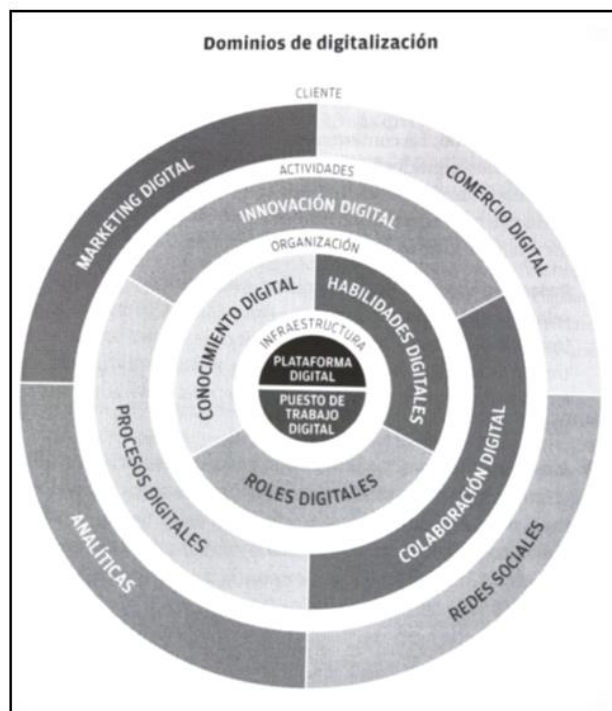 Dominios de digitalización
CLIENTE
MARKETING DIGITAL
COMERCIO DIGITAL
ACTIVIDADES
INNOVACIÓN DIGITAL
ORGANIZACIÓN
CONOCIMIENTO DIGITAL
HABILIDADES DIGITALES
INFRAESTRUCTURA
PLATAFORMA
DIGITAL
PUESTO DE
TRABAJO
DIGITAL
PROCESOS DIGITALES
ROLES DIGITALES
COLABORACIÓN DIGITAL
ANALÍTICAS
REDES SOCIALES